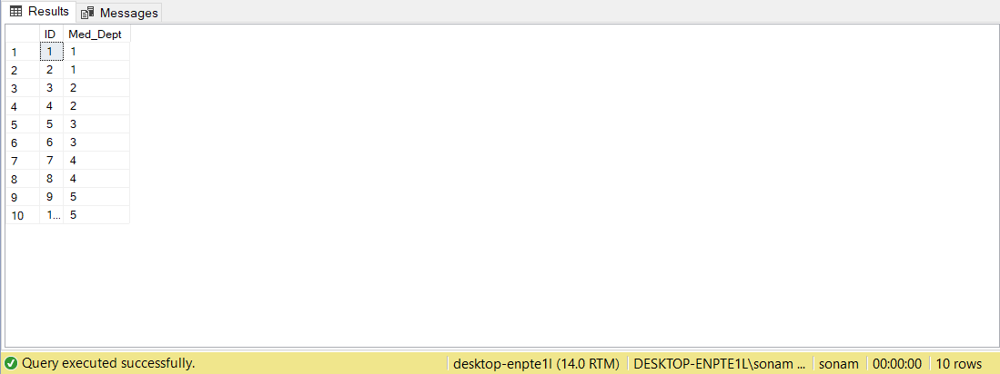 Results Messages
ID Med_Dept
1 1 1
2 2 1
3 3 2
4 4 2
5 5 3
6 6 3
7 7 4
8 8 4
9 9 5
10 1... 5
Query executed successfully. desktop-enpte1l (14.0 RTM) DESKTOP-ENPTE1L\sonam ... sonam 00:00:00 10 rows